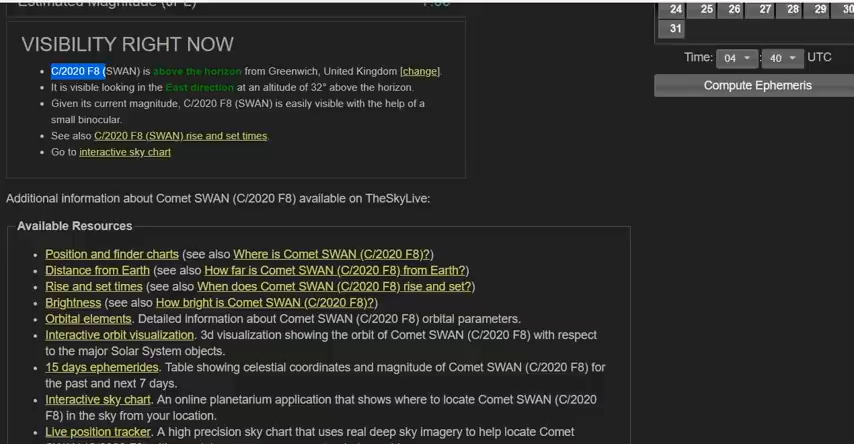 Estimated Magnitude (JPL)
VISIBILITY RIGHT NOW
C/2020 F8 (SWAN) is above the horizon from Greenwich, United Kingdom [change].
It is visible looking in the East direction at an altitude of 32° above the horizon.
Given its current magnitude, C/2020 F8 (SWAN) is easily visible with the help of a
small binocular.
See also C/2020 F8 (SWAN) rise and set times.
Go to interactive sky chart
24 25 26 27 28 29 30
31
Time: 04 : 40 UTC
Compute Ephemeris
Additional information about Comet SWAN (C/2020 F8) available on TheSkyLive:
Available Resources
Position and finder charts (see also Where is Comet SWAN (C/2020 F8)?)
Distance from Earth (see also How far is Comet SWAN (C/2020 F8) from Earth?)
Rise and set times (see also When does Comet SWAN (C/2020 F8) rise and set?)
Brightness (see also How bright is Comet SWAN (C/2020 F8)?)
Orbital elements. Detailed information about Comet SWAN (C/2020 F8) orbital parameters.
Interactive orbit visualization. 3d visualization showing the orbit of Comet SWAN (C/2020 F8) with respect
to the major Solar System objects.
15 days ephemerides. Table showing celestial coordinates and magnitude of Comet SWAN (C/2020 F8) for
the past and next 7 days.
Interactive sky chart. An online planetarium application that shows where to locate Comet SWAN (C/2020
F8) in the sky from your location.
Live position tracker. A high precision sky chart that uses real deep sky imagery to help locate Comet